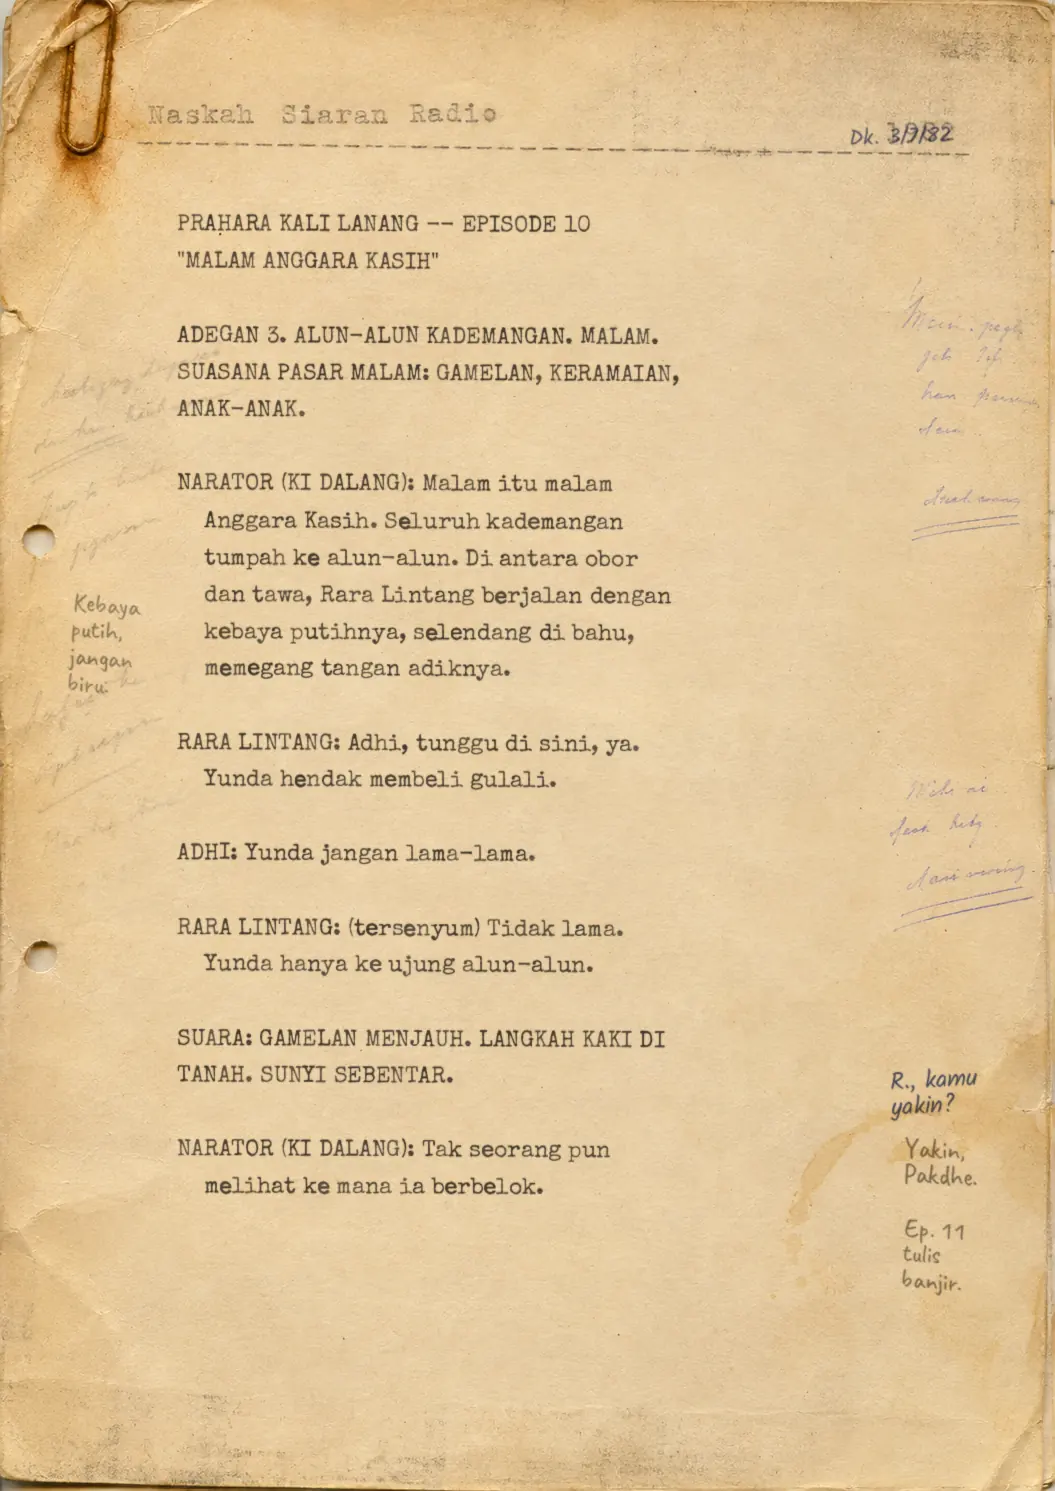 Naskah Siaran Radio
Dk. 3/9/82
PRAHARA KALI LANANG -- EPISODE 10
"MALAM ANGGARA KASIH"
ADEGAN 3. ALUN-ALUN KADEMANGAN. MALAM.
SUASANA PASAR MALAM: GAMELAN, KERAMAIAN,
ANAK-ANAK.
NARATOR (KI DALANG): Malam itu malam
Anggara Kasih. Seluruh kademangan
tumpah ke alun-alun. Di antara obor
dan tawa, Rara Lintang berjalan dengan
kebaya putihnya, selendang di bahu,
memegang tangan adiknya.
Kebaya
putih,
jangan
biru.
RARA LINTANG: Adhi, tunggu di sini, ya.
Yunda hendak membeli gulali.
ADHI: Yunda jangan lama-lama.
RARA LINTANG: (tersenyum) Tidak lama.
Yunda hanya ke ujung alun-alun.
SUARA: GAMELAN MENJAUH. LANGKAH KAKI DI
TANAH. SUNYI SEBENTAR.
NARATOR (KI DALANG): Tak seorang pun
melihat ke mana ia berbelok.
R., kamu
yakin?
Yakin,
Pakdhe.
Ep. 11
tulis
banjir.